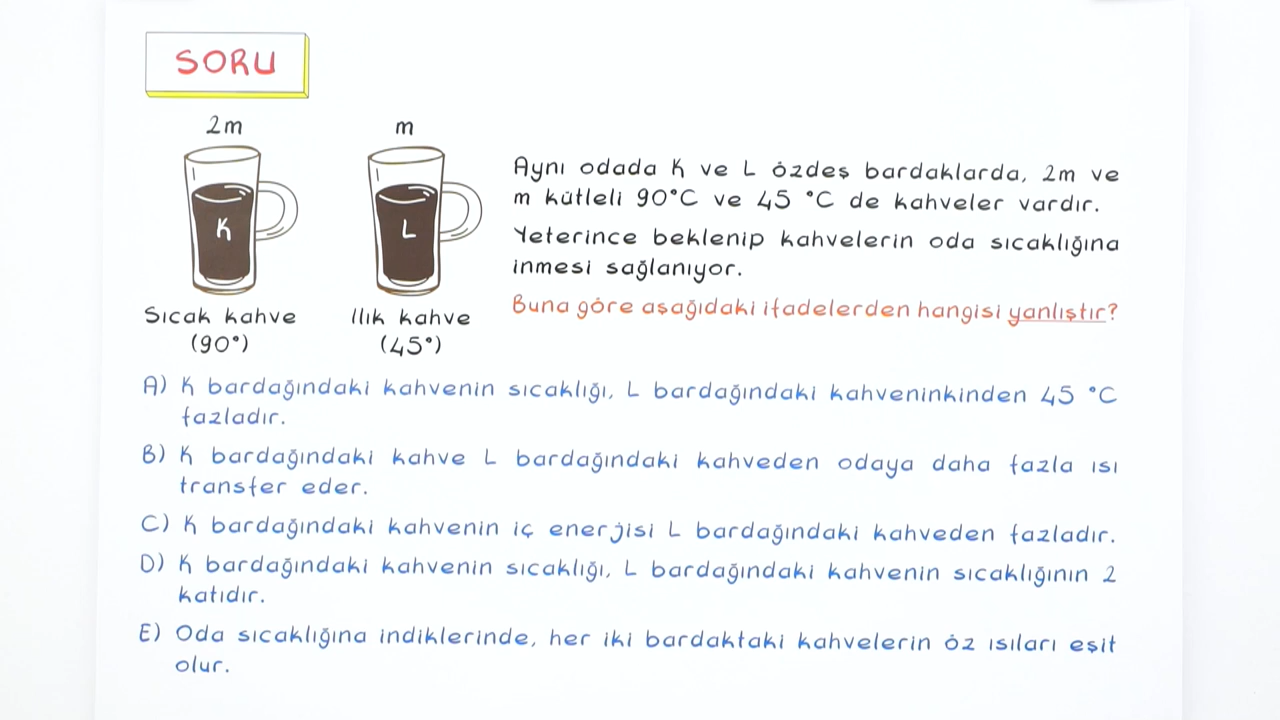 SORU
2m
m
K
L
Sıcak kahve
(90°)
Ilık kahve
(45°)
Aynı odada K ve L özdeş bardaklarda, 2m ve
m kütleli 90°C ve 45 °C de kahveler vardır.
Yeterince beklenip kahvelerin oda sıcaklığına
inmesi sağlanıyor.
Buna göre aşağıdaki ifadelerden hangisi yanlıştır?
A) K bardağındaki kahvenin sıcaklığı, L bardağındaki kahveninkinden 45 °C
fazladır.
B) K bardağındaki kahve L bardağındaki kahveden odaya daha fazla ısı
transfer eder.
C) K bardağındaki kahvenin iç enerjisi L bardağındaki kahveden fazladır.
D) K bardağındaki kahvenin sıcaklığı, L bardağındaki kahvenin sıcaklığının 2
katıdır.
E) Oda sıcaklığına indiklerinde, her iki bardaktaki kahvelerin öz ısıları eşit
olur.